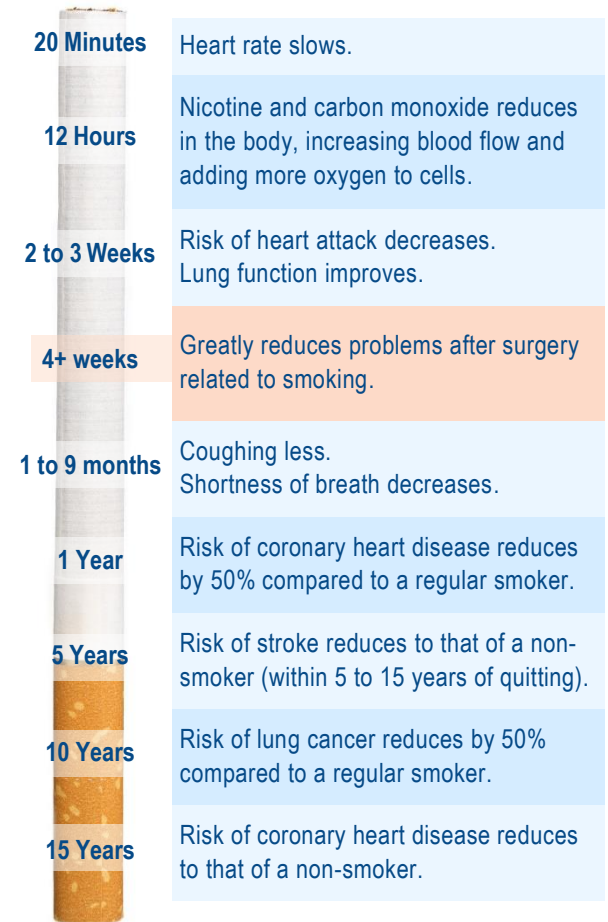 20 Minutes
Heart rate slows.
12 Hours
Nicotine and carbon monoxide reduces
in the body, increasing blood flow and
adding more oxygen to cells.
2 to 3 Weeks
Risk of heart attack decreases.
Lung function improves.
4+ weeks
Greatly reduces problems after surgery
related to smoking.
1 to 9 months
Coughing less.
Shortness of breath decreases.
1 Year
Risk of coronary heart disease reduces
by 50% compared to a regular smoker.
5 Years
Risk of stroke reduces to that of a non-
smoker (within 5 to 15 years of quitting).
10 Years
Risk of lung cancer reduces by 50%
compared to a regular smoker.
15 Years
Risk of coronary heart disease reduces
to that of a non-smoker.